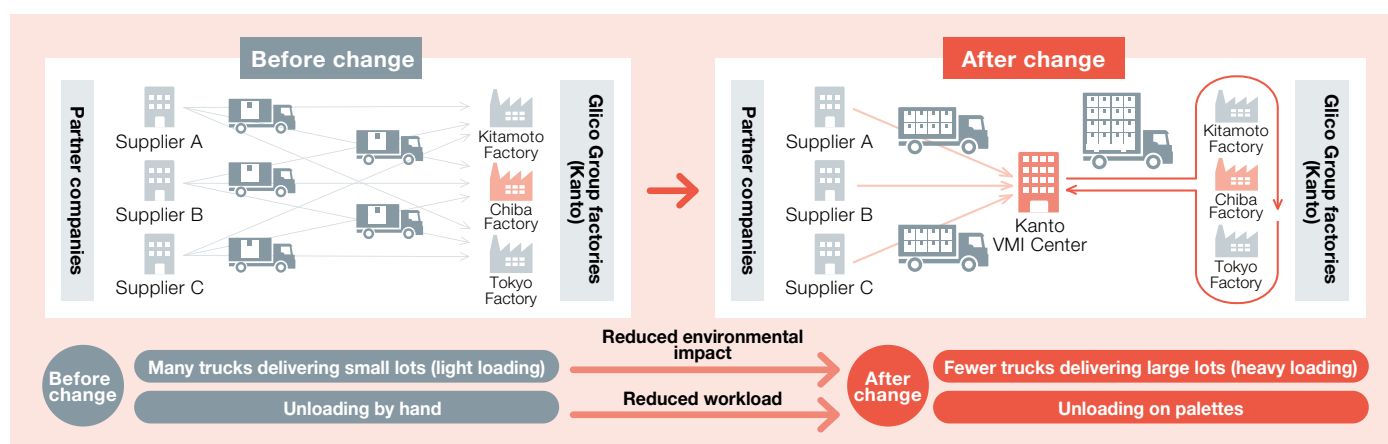 Before change
Partner companies
Supplier A
Supplier B
Supplier C
Kitamoto
Factory
Chiba
Factory
Tokyo
Factory
Glico Group factories
(Kanto)
After change
Partner companies
Supplier A
Supplier B
Supplier C
Kanto
VMI Center
Kitamoto
Factory
Chiba
Factory
Tokyo
Factory
Glico Group factories
(Kanto)
Before
change
Many trucks delivering small lots (light loading)
Unloading by hand
Reduced environmental
impact
Reduced workload
After
change
Fewer trucks delivering large lots (heavy loading)
Unloading on palettes